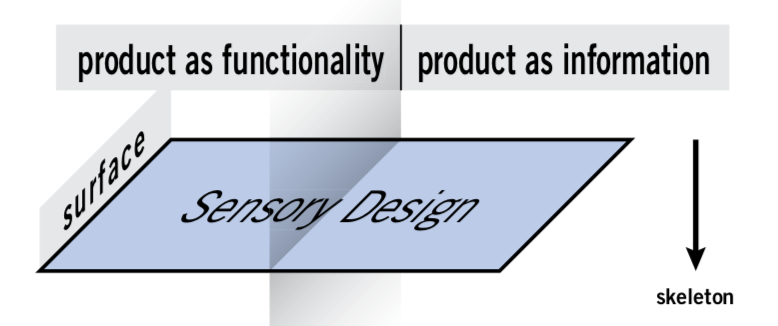 product as functionality
product as information
surface
Sensory Design
skeleton